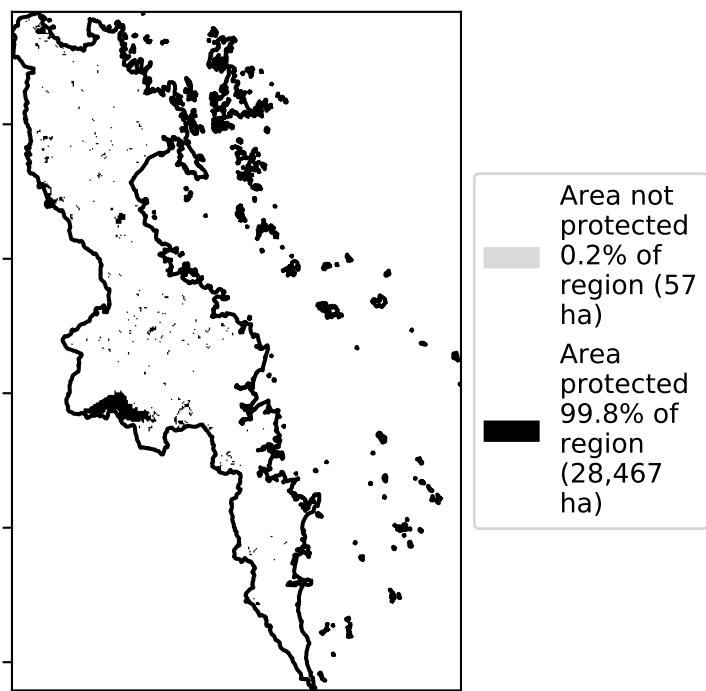 Area not
protected
0.2% of
region (57
ha)
Area
protected
99.8% of
region
(28,467
ha)